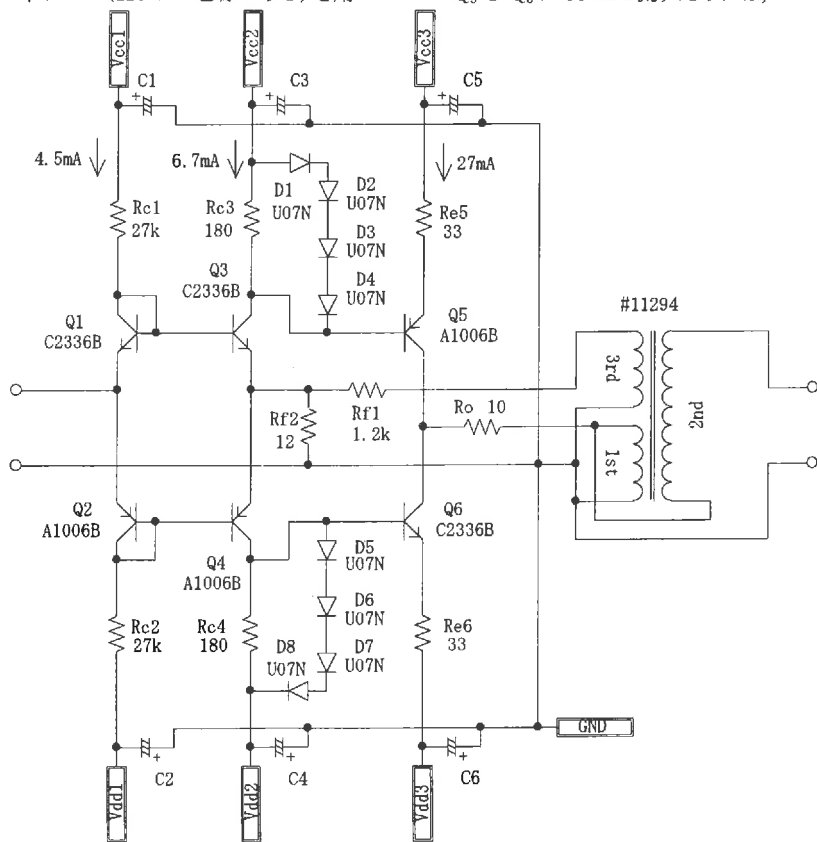 Vcc1
Vcc2
Vcc3
C1
C3
C5
4.5mA
6.7mA
27mA
D1
U07N
D2
U07N
Rc1
27k
Rc3
180
D3
U07N
Re5
33
D4
U07N
Q3
C2336B
Q1
C2336B
Q5
A1006B
#11294
3rd
2nd
1st
Rf1
1.2k
Rf2
12
Ro 10
Q2
A1006B
Q4
A1006B
Q6
C2336B
D5
U07N
D6
U07N
D7
U07N
D8
U07N
Rc2
27k
Rc4
180
Re6
33
GND
C2
C4
C6
Vdd1
Vdd2
Vdd3